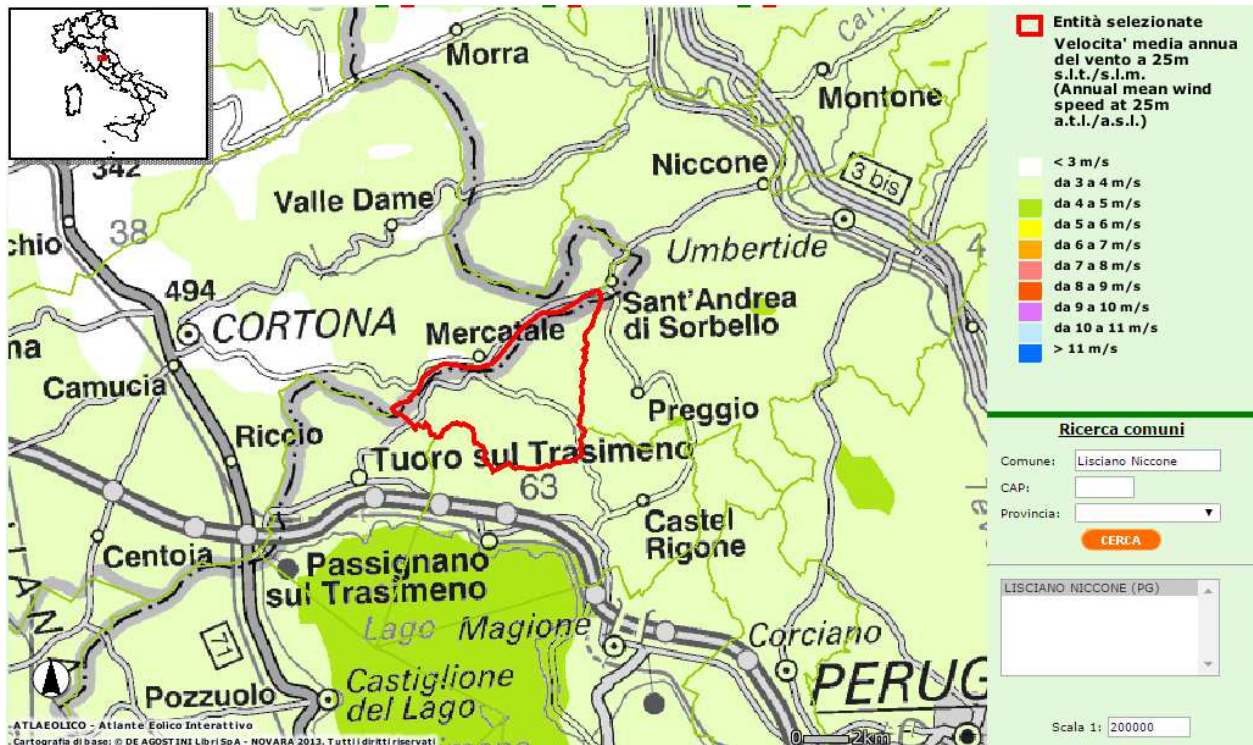 Morra
Montone
Niccone
3 bis
342
Valle Dame
chio
38
Umbertide
494
Sant'Andrea
di Sorbello
CORTONA
Mercatale
na
Camucia
Preggio
Riccio
Tuoro sul Trasimeno
63
Castel
Rigone
Centoia
Passignano
sul Trasimeno
Lago
Magione
Corciano
71
Pozzuolo
Castiglione
del Lago
PERUG
ATLAEOLICO - Atlante Eolico Interattivo
Cartografia di base: © DE AGOSTINI Libri SpA - NOVARA 2013. Tutti i diritti riservati
0 2km
Entità selezionate
Velocita' media annua
del vento a 25m
s.l.t./s.l.m.
(Annual mean wind
speed at 25m
a.t.l./a.s.l.)
< 3 m/s
da 3 a 4 m/s
da 4 a 5 m/s
da 5 a 6 m/s
da 6 a 7 m/s
da 7 a 8 m/s
da 8 a 9 m/s
da 9 a 10 m/s
da 10 a 11 m/s
> 11 m/s
Ricerca comuni
Comune: Lisciano Niccone
CAP:
Provincia:
CERCA
LISCIANO NICCONE (PG)
Scala 1: 200000